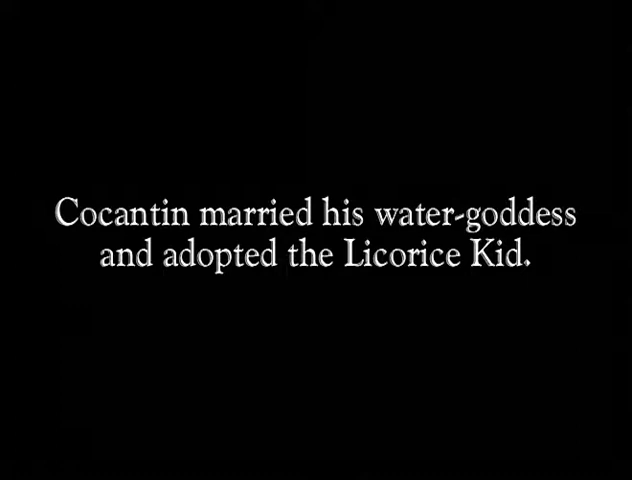 Cocantin married his water-goddess
and adopted the Licorice Kid.